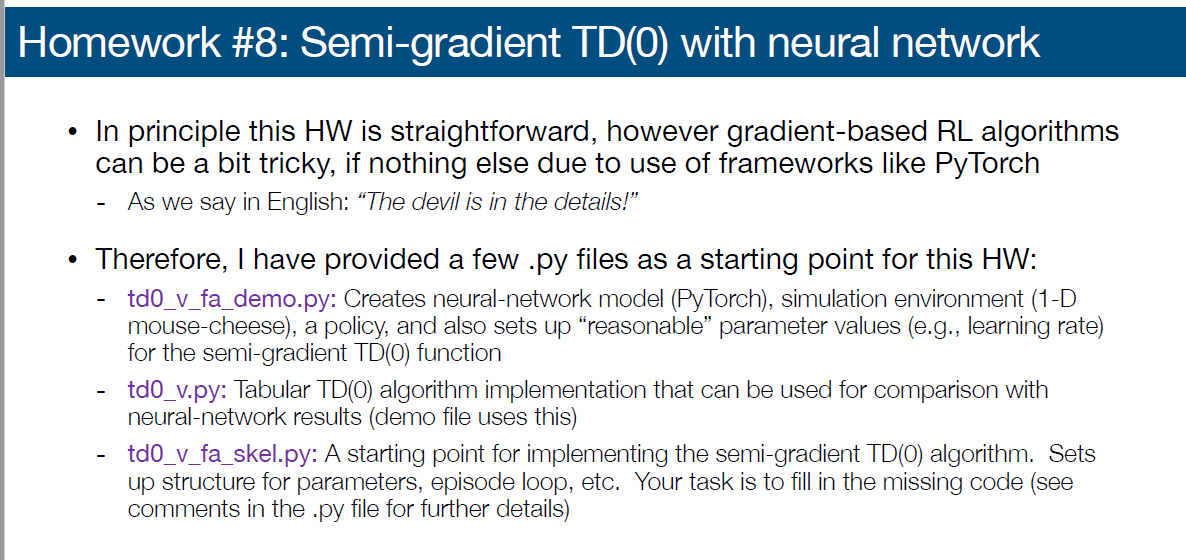 Homework #8: Semi-gradient TD(0) with neural network
• In principle this HW is straightforward, however gradient-based RL algorithms
can be a bit tricky, if nothing else due to use of frameworks like PyTorch
- As we say in English: “The devil is in the details!”
• Therefore, I have provided a few .py files as a starting point for this HW:
- td0_v_fa_demo.py: Creates neural-network model (PyTorch), simulation environment (1-D
mouse-cheese), a policy, and also sets up “reasonable” parameter values (e.g., learning rate)
for the semi-gradient TD(0) function
- td0_v.py: Tabular TD(0) algorithm implementation that can be used for comparison with
neural-network results (demo file uses this)
- td0_v_fa_skel.py: A starting point for implementing the semi-gradient TD(0) algorithm. Sets
up structure for parameters, episode loop, etc. Your task is to fill in the missing code (see
comments in the .py file for further details)